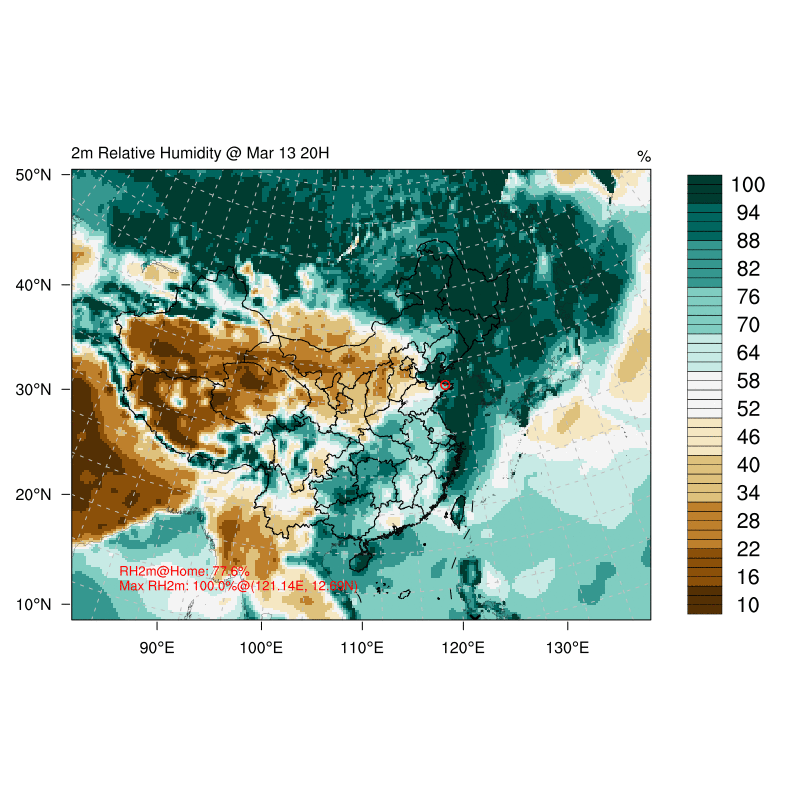 2m Relative Humidity @ Mar 13 20H
%
50°N
40°N
30°N
20°N
10°N
90°E
100°E
110°E
120°E
130°E
100
94
88
82
76
70
64
58
52
46
40
34
28
22
16
10
RH2m@Home: 77.6%
Max RH2m: 100.0%@(121.14E,